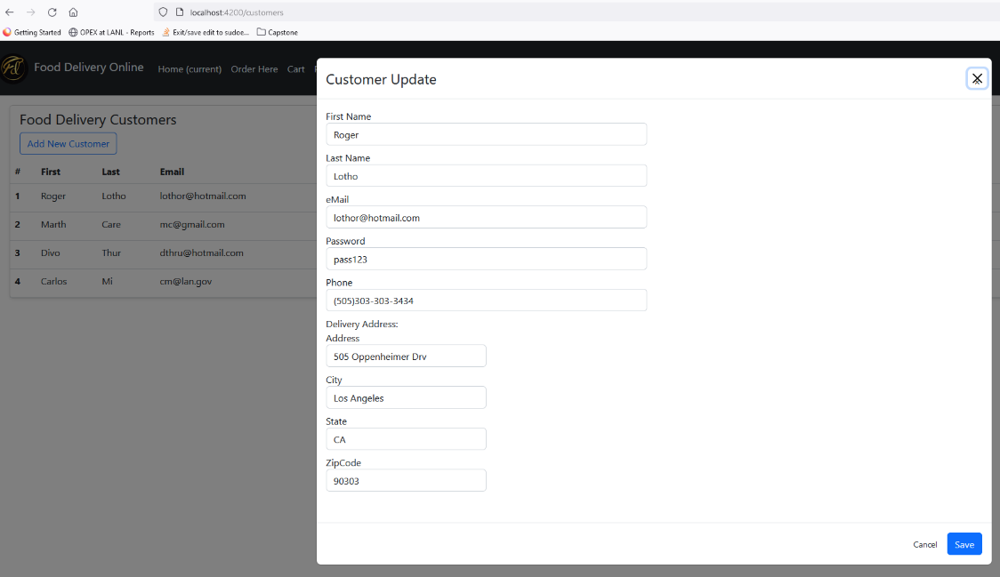 localhost:4200/customers
Getting Started OPEX at LANL - Reports Exit/save edit to sudoe... Capstone
Food Delivery Online Home (current) Order Here Cart
Customer Update
First Name
Roger
Last Name
Lotho
eMail
lothor@hotmail.com
Password
pass123
Phone
(505)303-303-3434
Delivery Address:
Address
505 Oppenheimer Drv
City
Los Angeles
State
CA
ZipCode
90303
Cancel Save
Food Delivery Customers
Add New Customer
# First Last Email
1 Roger Lotho lothor@hotmail.com
2 Marth Care mc@gmail.com
3 Divo Thur dthru@hotmail.com
4 Carlos Mi cm@lan.gov